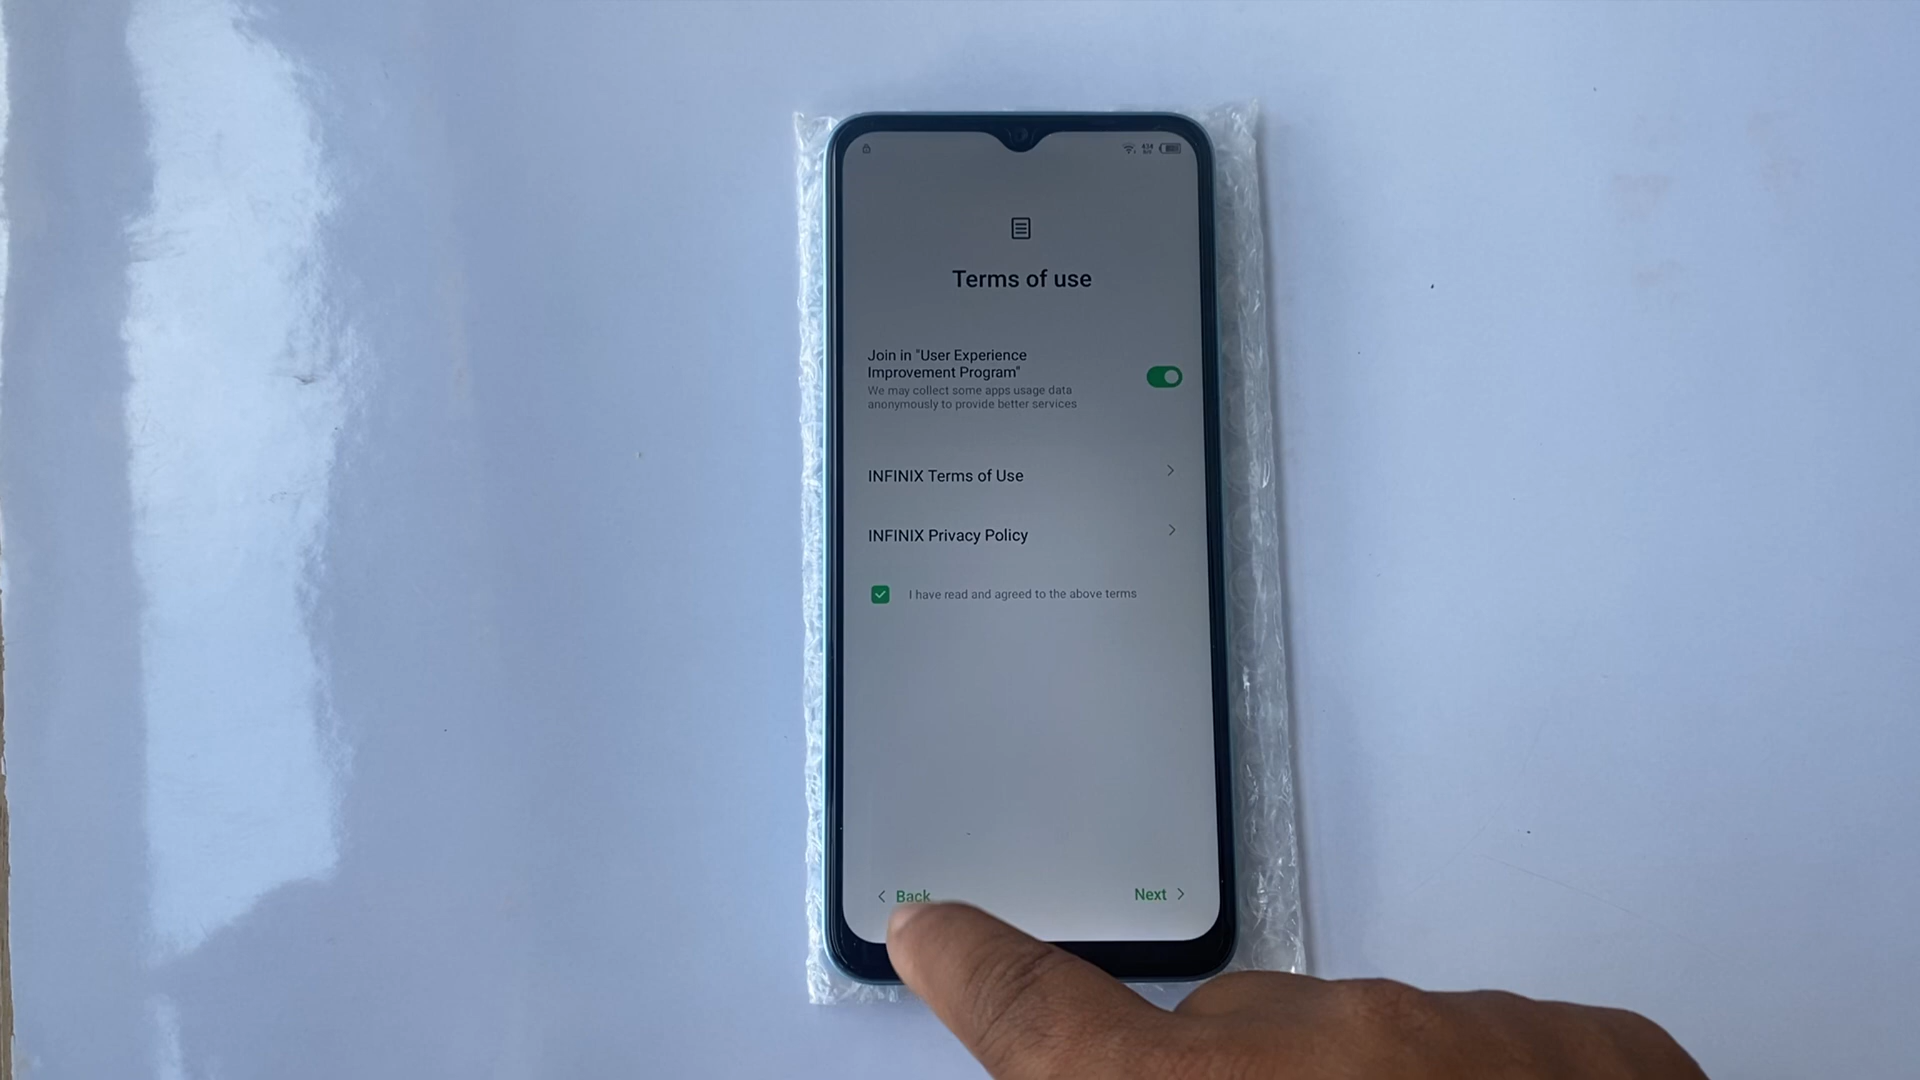 Terms of use
Join in "User Experience
Improvement Program"
We may collect some apps usage data
anonymously to provide better services
INFINIX Terms of Use
INFINIX Privacy Policy
I have read and agreed to the above terms
Back
Next